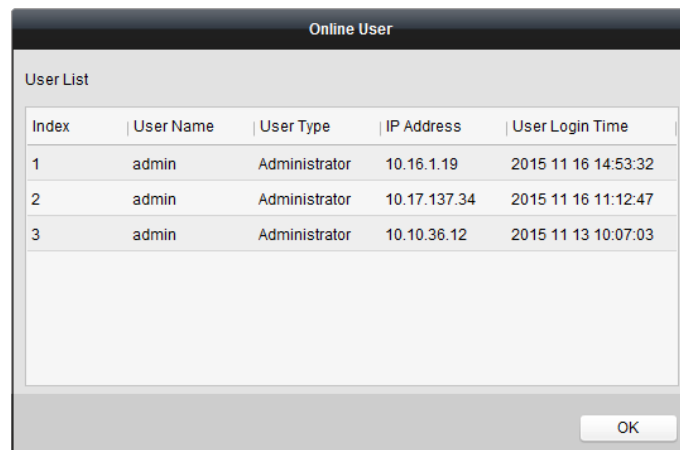 Online User
User List
Index User Name User Type IP Address User Login Time
1 admin Administrator 10.16.1.19 2015 11 16 14:53:32
2 admin Administrator 10.17.137.34 2015 11 16 11:12:47
3 admin Administrator 10.10.36.12 2015 11 13 10:07:03
OK